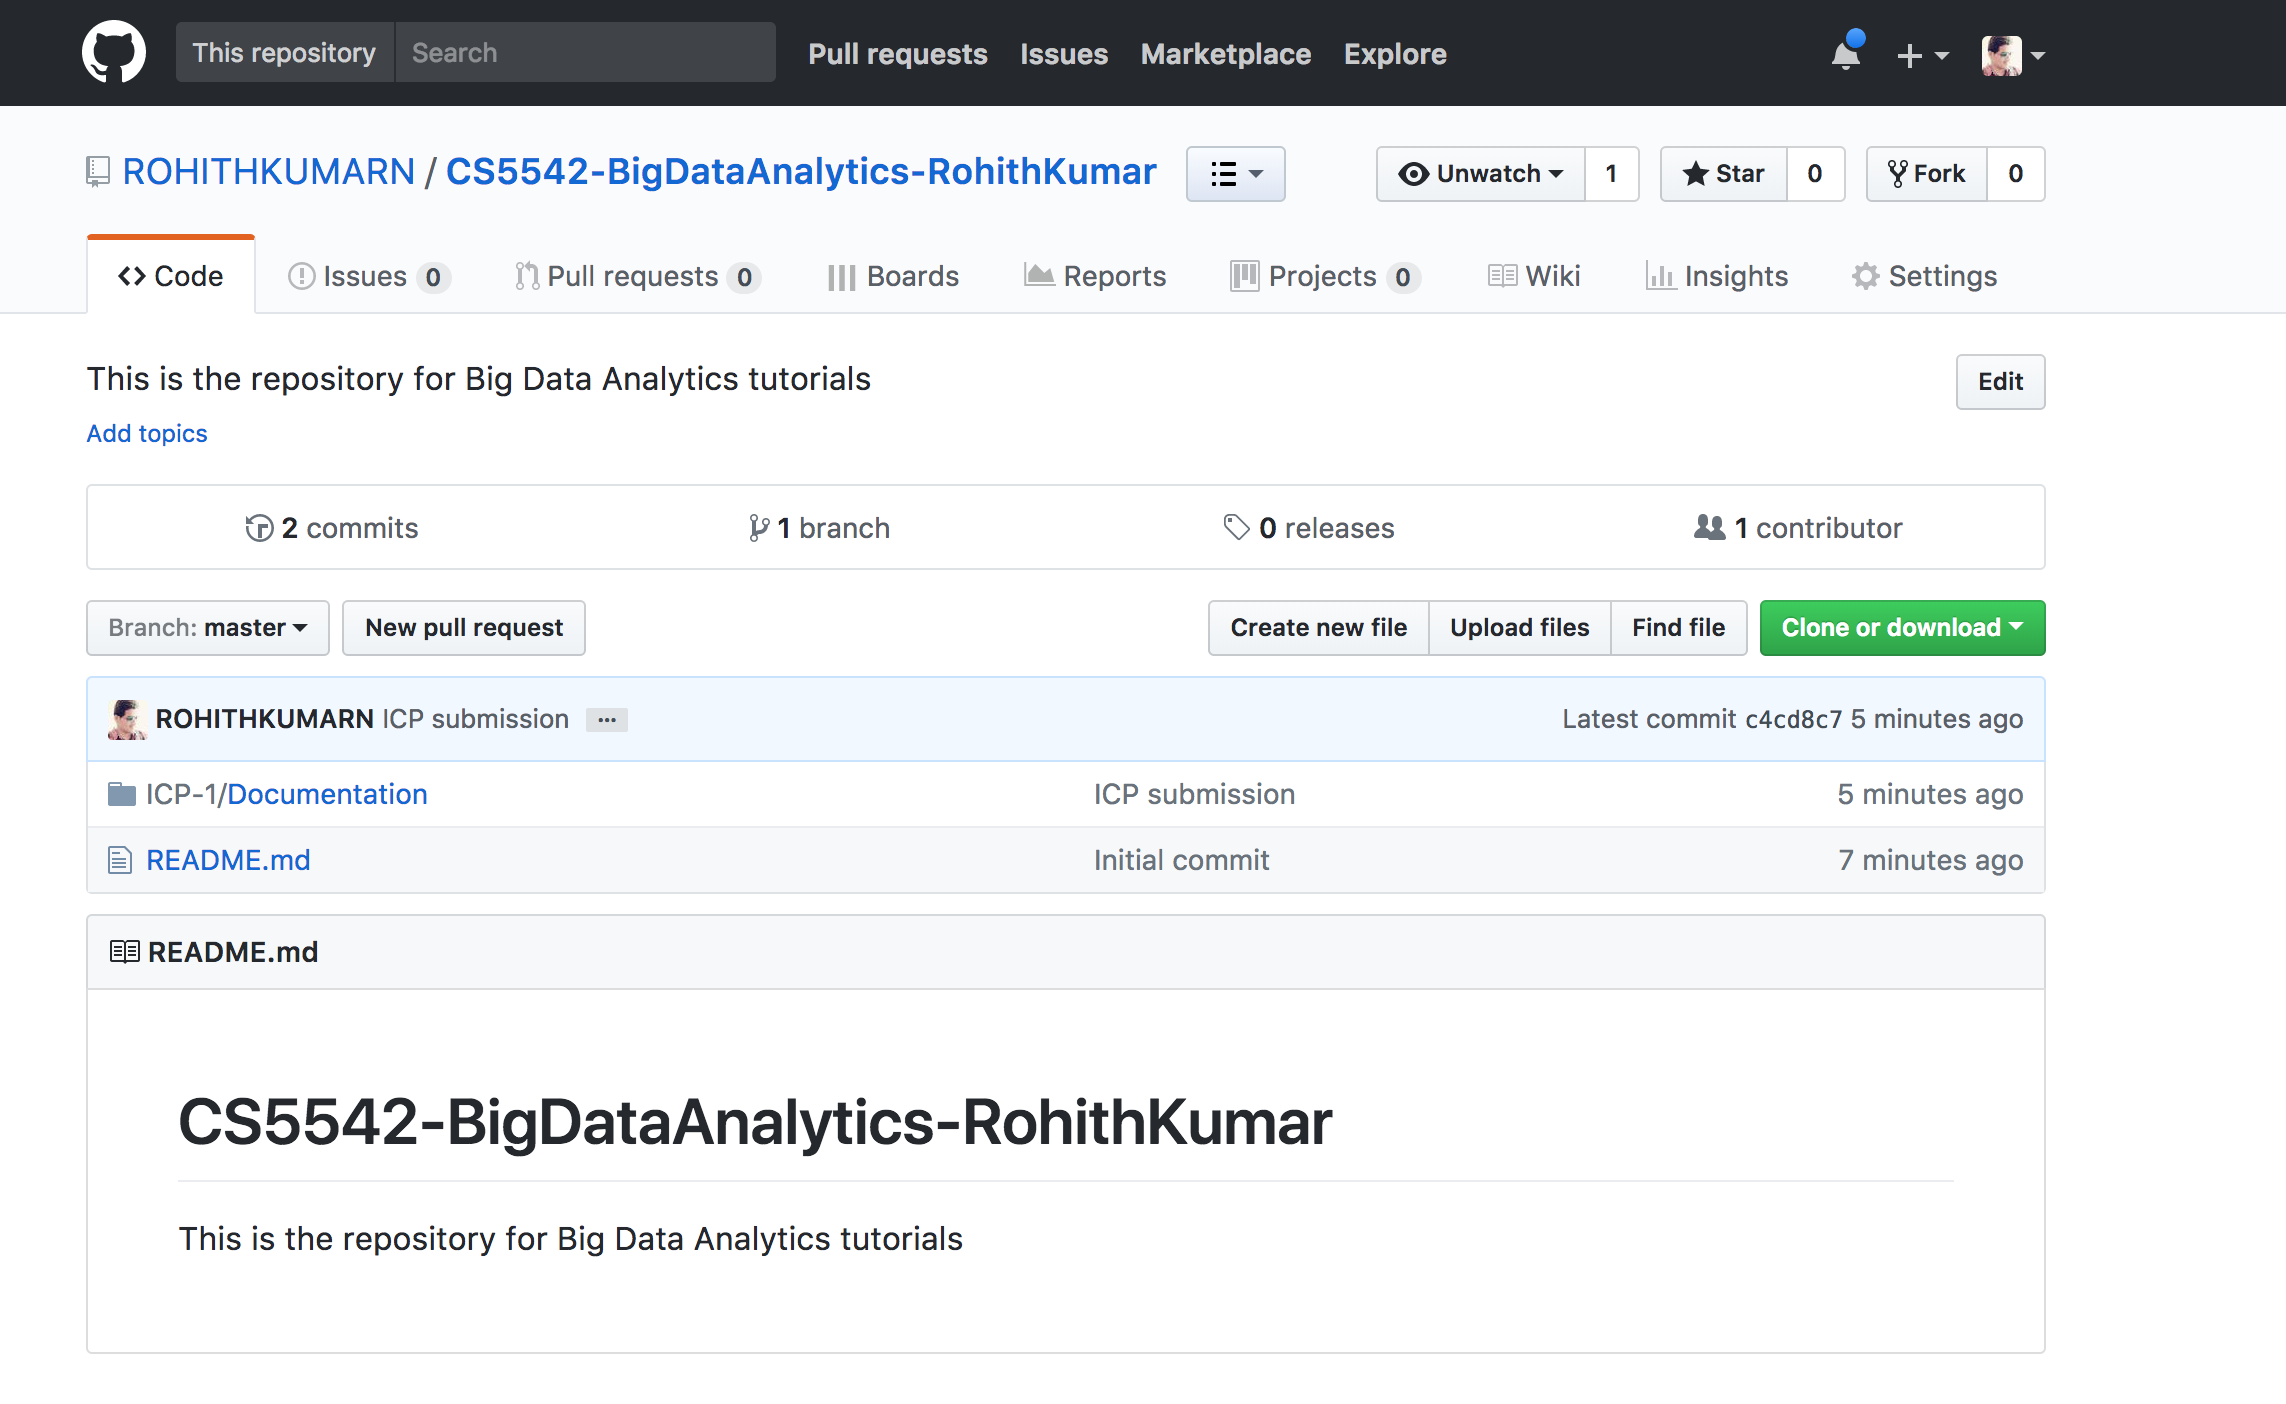 This repository Search Pull requests Issues Marketplace Explore
ROHITHKUMARN / CS5542-BigDataAnalytics-RohithKumar Unwatch 1 Star 0 Fork 0
Code Issues 0 Pull requests 0 Boards Reports Projects 0 Wiki Insights Settings
This is the repository for Big Data Analytics tutorials Edit
Add topics
2 commits 1 branch 0 releases 1 contributor
Branch: master New pull request Create new file Upload files Find file Clone or download
ROHITHKUMARN ICP submission ... Latest commit c4cd8c7 5 minutes ago
ICP-1/Documentation ICP submission 5 minutes ago
README.md Initial commit 7 minutes ago
README.md
CS5542-BigDataAnalytics-RohithKumar
This is the repository for Big Data Analytics tutorials